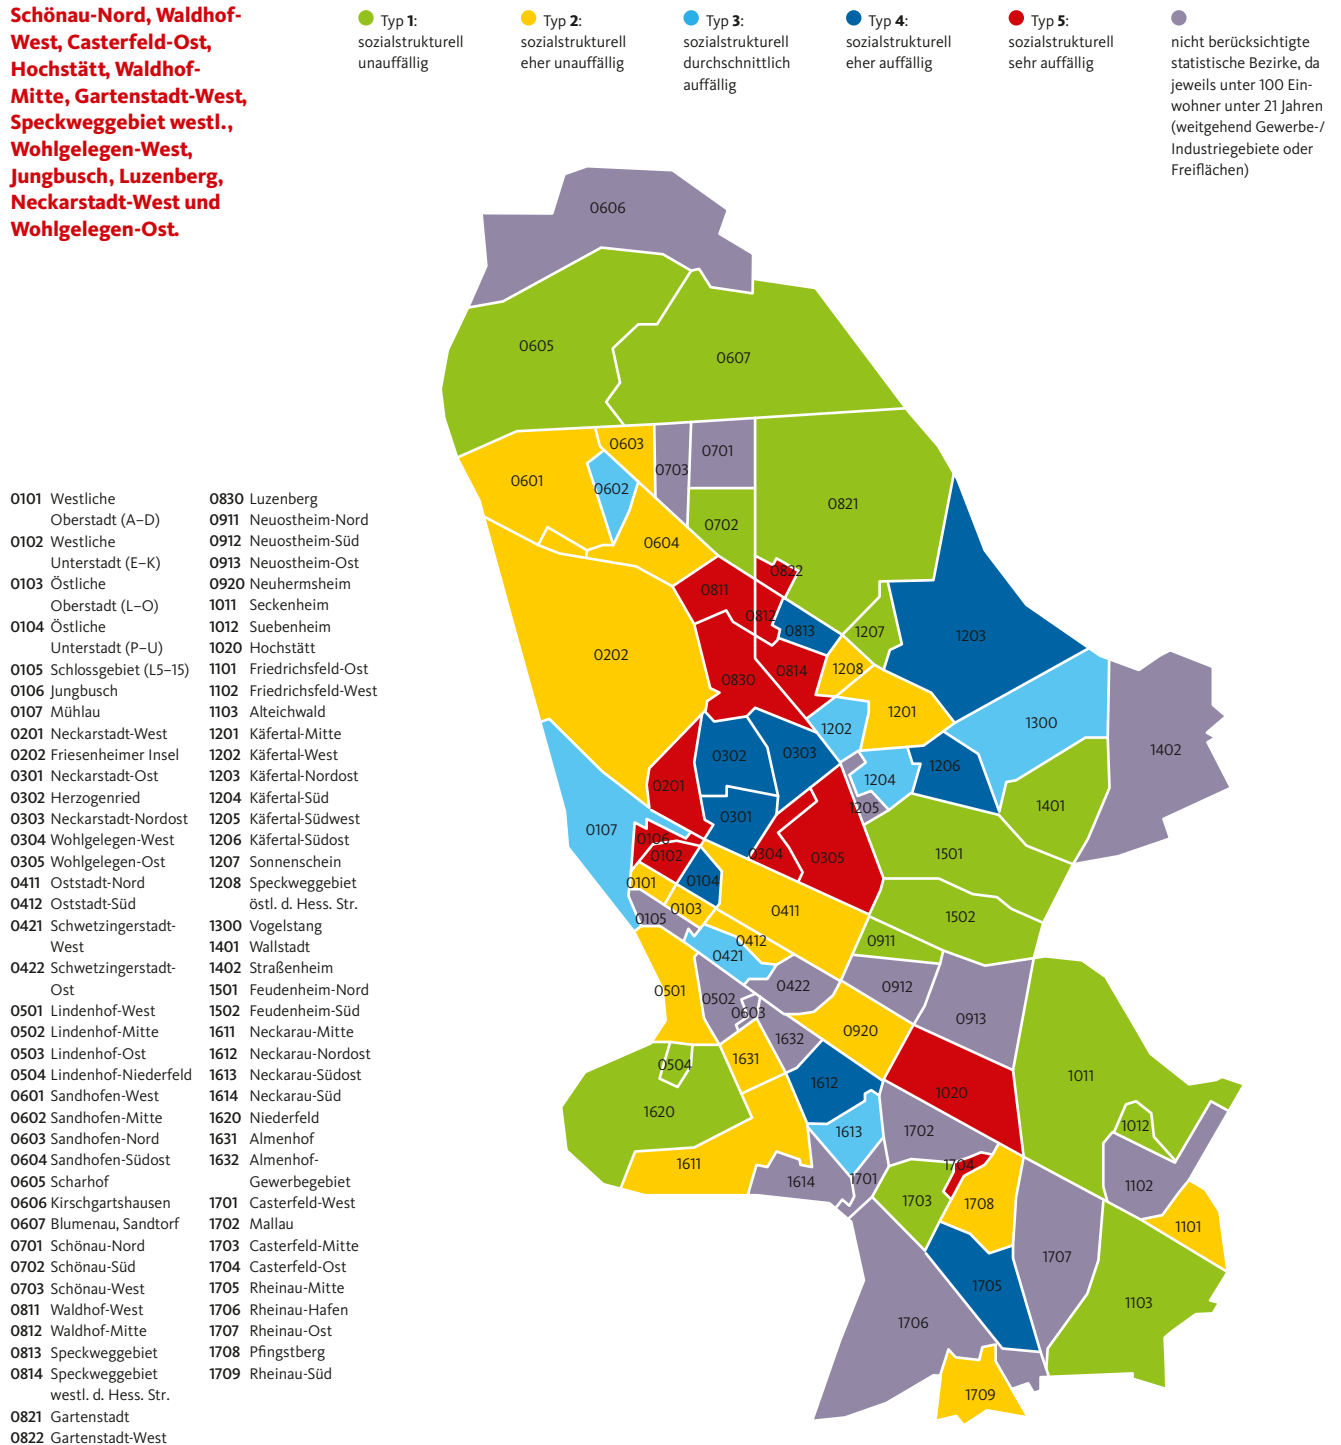 Schönau-Nord, Waldhof-
West, Casterfeld-Ost,
Hochstätt, Waldhof-
Mitte, Gartenstadt-West,
Speckweggebiet westl.,
Wohlgelegen-West,
Jungbusch, Luzenberg,
Neckarstadt-West und
Wohlgelegen-Ost.
Typ 1:
sozialstrukturell
unauffällig
Typ 2:
sozialstrukturell
eher unauffällig
Typ 3:
sozialstrukturell
durchschnittlich
auffällig
Typ 4:
sozialstrukturell
eher auffällig
Typ 5:
sozialstrukturell
sehr auffällig
nicht berücksichtigte
statistische Bezirke, da
jeweils unter 100 Ein-
wohner unter 21 Jahren
(weitgehend Gewerbe-/
Industriegebiete oder
Freiflächen)
0101 Westliche
Oberstadt (A–D)
0102 Westliche
Unterstadt (E–K)
0103 Östliche
Oberstadt (L–O)
0104 Östliche
Unterstadt (P–U)
0105 Schlossgebiet (L5–15)
0106 Jungbusch
0107 Mühlau
0201 Neckarstadt-West
0202 Friesenheimer Insel
0301 Neckarstadt-Ost
0302 Herzogenried
0303 Neckarstadt-Nordost
0304 Wohlgelegen-West
0305 Wohlgelegen-Ost
0411 Oststadt-Nord
0412 Oststadt-Süd
0421 Schwetzingerstadt-
West
0422 Schwetzingerstadt-
Ost
0501 Lindenhof-West
0502 Lindenhof-Mitte
0503 Lindenhof-Ost
0504 Lindenhof-Niederfeld
0601 Sandhofen-West
0602 Sandhofen-Mitte
0603 Sandhofen-Nord
0604 Sandhofen-Südost
0605 Scharhof
0606 Kirschgartshausen
0607 Blumenau, Sandtorf
0701 Schönau-Nord
0702 Schönau-Süd
0703 Schönau-West
0811 Waldhof-West
0812 Waldhof-Mitte
0813 Speckweggebiet
0814 Speckweggebiet
westl. d. Hess. Str.
0821 Gartenstadt
0822 Gartenstadt-West
0830 Luzenberg
0911 Neuostheim-Nord
0912 Neuostheim-Süd
0913 Neuostheim-Ost
0920 Neuhermsheim
1011 Seckenheim
1012 Suebenheim
1020 Hochstätt
1101 Friedrichsfeld-Ost
1102 Friedrichsfeld-West
1103 Alteichwald
1201 Käfertal-Mitte
1202 Käfertal-West
1203 Käfertal-Nordost
1204 Käfertal-Süd
1205 Käfertal-Südwest
1206 Käfertal-Südost
1207 Sonnenschein
1208 Speckweggebiet
östl. d. Hess. Str.
1300 Vogelstang
1401 Wallstadt
1402 Straßenheim
1501 Feudenheim-Nord
1502 Feudenheim-Süd
1611 Neckarau-Mitte
1612 Neckarau-Nordost
1613 Neckarau-Südost
1614 Neckarau-Süd
1620 Niederfeld
1631 Almenhof
1632 Almenhof-
Gewerbegebiet
1701 Casterfeld-West
1702 Mallau
1703 Casterfeld-Mitte
1704 Casterfeld-Ost
1705 Rheinau-Mitte
1706 Rheinau-Hafen
1707 Rheinau-Ost
1708 Pfingstberg
1709 Rheinau-Süd
0606
0605
0607
0603
0703
0701
0601
0602
0821
0702
0604
0822
0811
0812
0813
1207
1203
0202
0830
0814
1208
1201
1300
1202
1402
0302
0303
1206
0201
1204
1401
1205
0301
0107
0106
0102
0304
0305
1501
0101
0104
0103
0411
0105
1502
0412
0911
0421
0422
0501
0502
0912
0603
0913
1632
0920
1631
0504
1612
1020
1011
1620
1613
1702
1012
1611
1704
1614
1701
1102
1703
1708
1101
1707
1705
1103
1706
1709